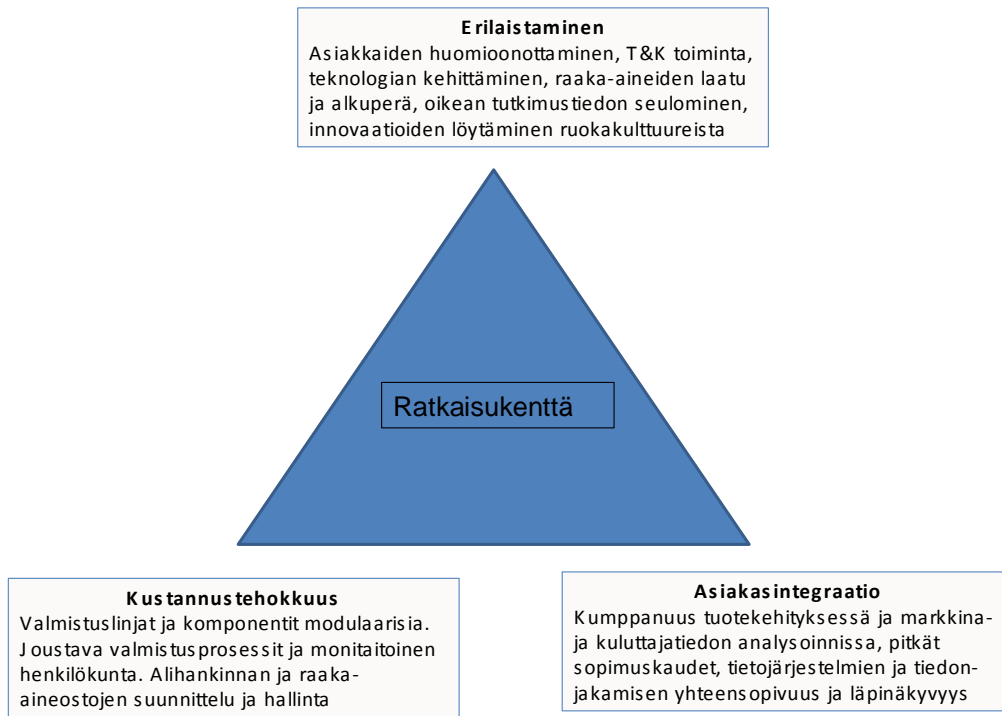 Erilaistaminen
Asiakkaiden huomioonottaminen, T&K toiminta,
teknologian kehittäminen, raaka-aineiden laatu
ja alkuperä, oikean tutkimustiedon seulominen,
innovaatioiden löytäminen ruokakulttuureista
Ratkaisukenttä
Kustannustehokkuus
Valmistuslinjat ja komponentit modulaarisia.
Joustava valmistusprosessit ja monitaitoinen
henkilökunta. Alihankinnan ja raaka-
aineostojen suunnittelu ja hallinta
Asiakasintegraatio
Kumppanuus tuotekehityksessä ja markkina-
ja kuluttajatiedon analysoinnissa, pitkät
sopimuskaudet, tietojärjestelmien ja tiedon-
jakamisen yhteensopivuus ja läpinäkyvyys